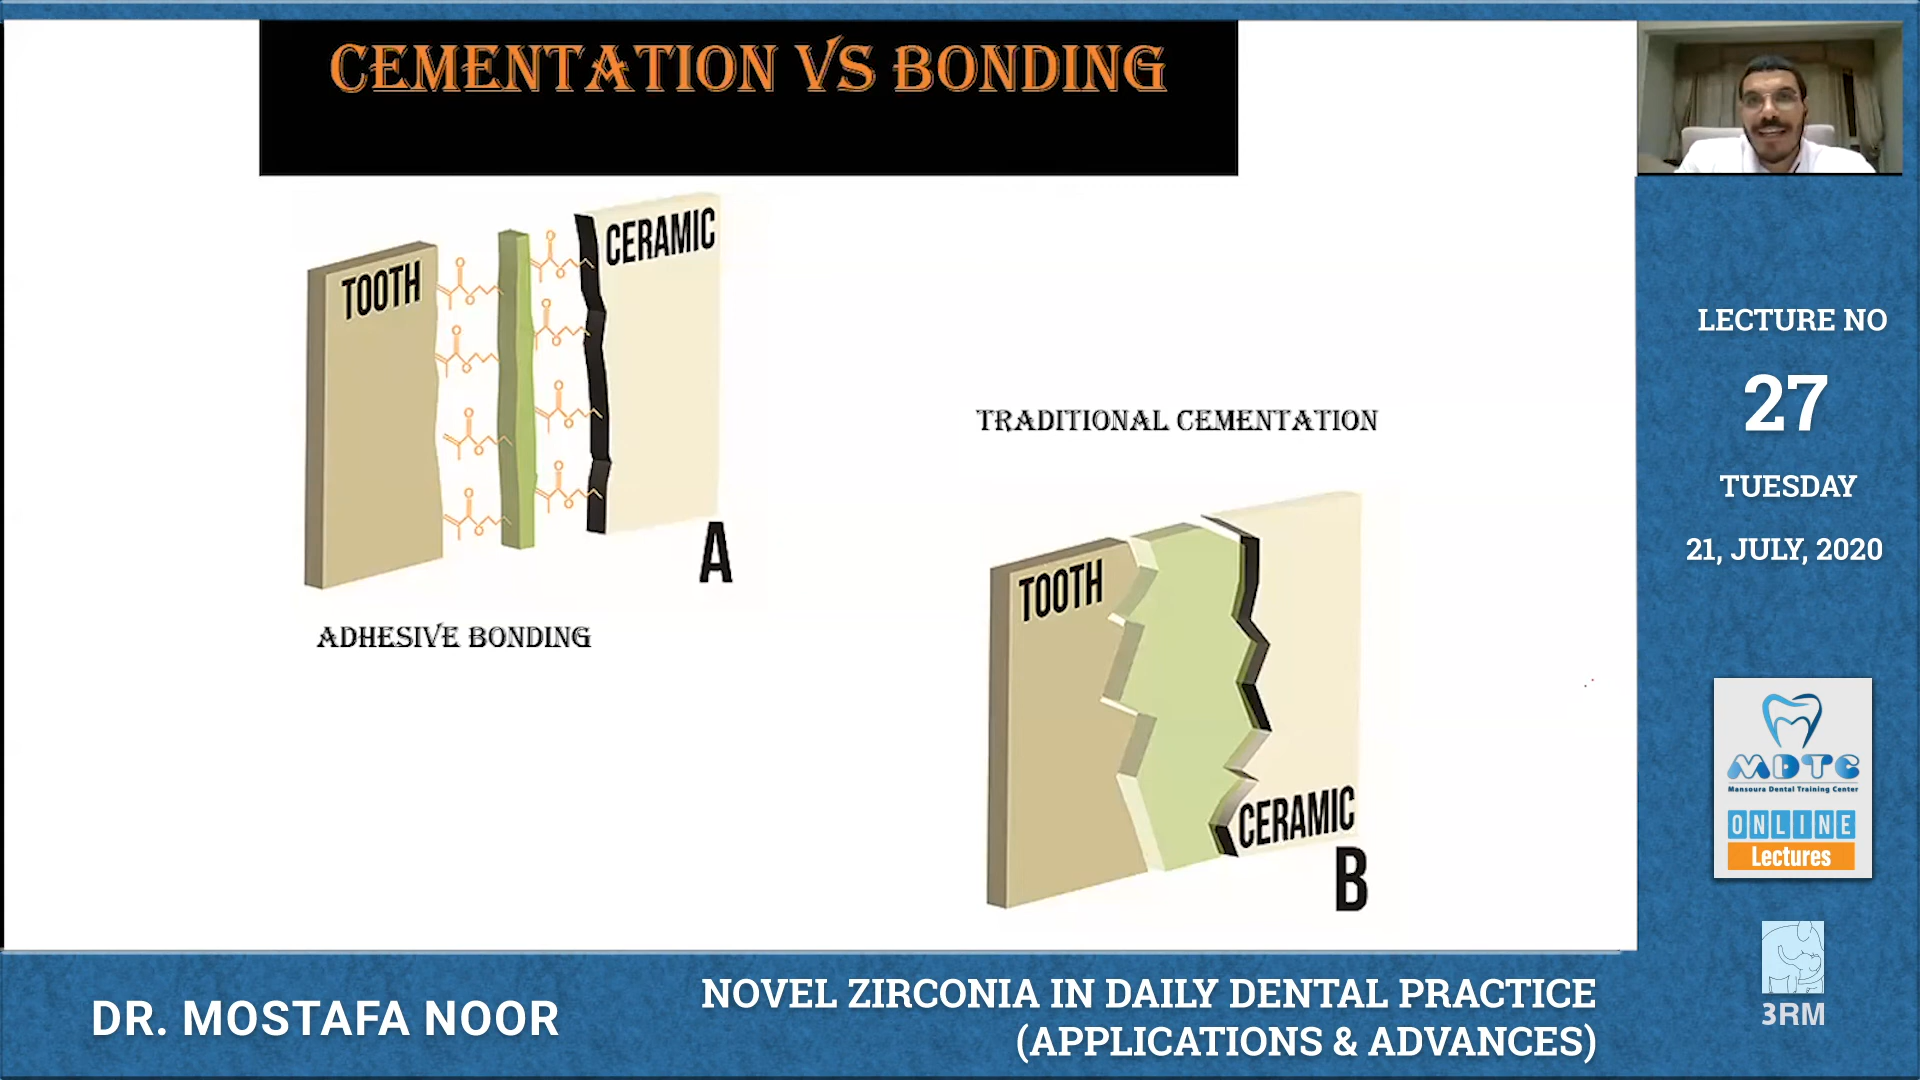 CEMENTATION VS BONDING
TOOTH
CERAMIC
A
ADHESIVE BONDING
TRADITIONAL CEMENTATION
TOOTH
CERAMIC
B
LECTURE NO
27
TUESDAY
21, JULY, 2020
MDTC
Mansoura Dental Training Center
ONLINE
Lectures
3RM
DR. MOSTAFA NOOR
NOVEL ZIRCONIA IN DAILY DENTAL PRACTICE
(APPLICATIONS & ADVANCES)